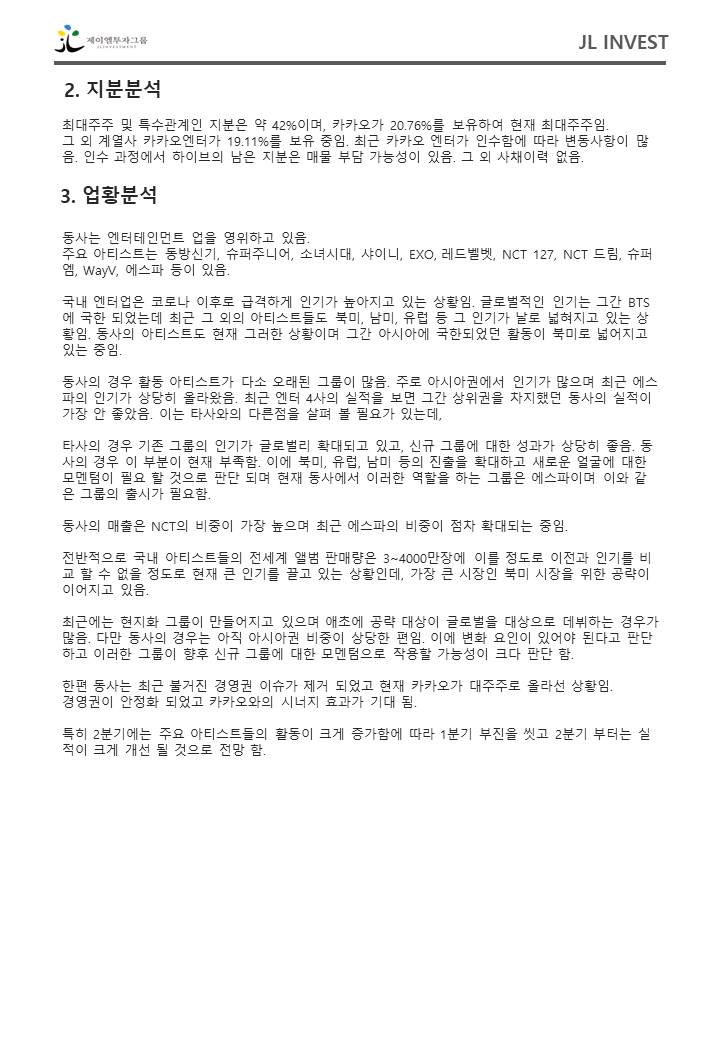 제이엘투자그룹
JLINVESTMENT
JL INVEST
2. 지분분석
최대주주 및 특수관계인 지분은 약 42%이며, 카카오가 20.76%를 보유하여 현재 최대주주임.
그 외 계열사 카카오엔터가 19.11%를 보유 중임. 최근 카카오 엔터가 인수함에 따라 변동사항이 많
음. 인수 과정에서 하이브의 남은 지분은 매물 부담 가능성이 있음. 그 외 사채이력 없음.
3. 업황분석
동사는 엔터테인먼트 업을 영위하고 있음.
주요 아티스트는 동방신기, 슈퍼주니어, 소녀시대, 샤이니, EXO, 레드벨벳, NCT 127, NCT 드림, 슈퍼
엠, WayV, 에스파 등이 있음.
국내 엔터업은 코로나 이후로 급격하게 인기가 높아지고 있는 상황임. 글로벌적인 인기는 그간 BTS
에 국한 되었는데 최근 그 외의 아티스트들도 북미, 남미, 유럽 등 그 인기가 날로 넓혀지고 있는 상
황임. 동사의 아티스트도 현재 그러한 상황이며 그간 아시아에 국한되었던 활동이 북미로 넓어지고
있는 중임.
동사의 경우 활동 아티스트가 다소 오래된 그룹이 많음. 주로 아시아권에서 인기가 많으며 최근 에스
파의 인기가 상당히 올라왔음. 최근 엔터 4사의 실적을 보면 그간 상위권을 차지했던 동사의 실적이
가장 안 좋았음. 이는 타사와의 다른점을 살펴 볼 필요가 있는데,
타사의 경우 기존 그룹의 인기가 글로벌리 확대되고 있고, 신규 그룹에 대한 성과가 상당히 좋음. 동
사의 경우 이 부분이 현재 부족함. 이에 북미, 유럽, 남미 등의 진출을 확대하고 새로운 얼굴에 대한
모멘텀이 필요 할 것으로 판단 되며 현재 동사에서 이러한 역할을 하는 그룹은 에스파이며 이와 같
은 그룹의 출시가 필요함.
동사의 매출은 NCT의 비중이 가장 높으며 최근 에스파의 비중이 점차 확대되는 중임.
전반적으로 국내 아티스트들의 전세계 앨범 판매량은 3~4000만장에 이를 정도로 이전과 인기를 비
교 할 수 없을 정도로 현재 큰 인기를 끌고 있는 상황인데, 가장 큰 시장인 북미 시장을 위한 공략이
이어지고 있음.
최근에는 현지화 그룹이 만들어지고 있으며 애초에 공략 대상이 글로벌을 대상으로 데뷔하는 경우가
많음. 다만 동사의 경우는 아직 아시아권 비중이 상당한 편임. 이에 변화 요인이 있어야 된다고 판단
하고 이러한 그룹이 향후 신규 그룹에 대한 모멘텀으로 작용할 가능성이 크다 판단 함.
한편 동사는 최근 불거진 경영권 이슈가 제거 되었고 현재 카카오가 대주주로 올라선 상황임.
경영권이 안정화 되었고 카카오와의 시너지 효과가 기대 됨.
특히 2분기에는 주요 아티스트들의 활동이 크게 증가함에 따라 1분기 부진을 씻고 2분기 부터는 실
적이 크게 개선 될 것으로 전망 함.